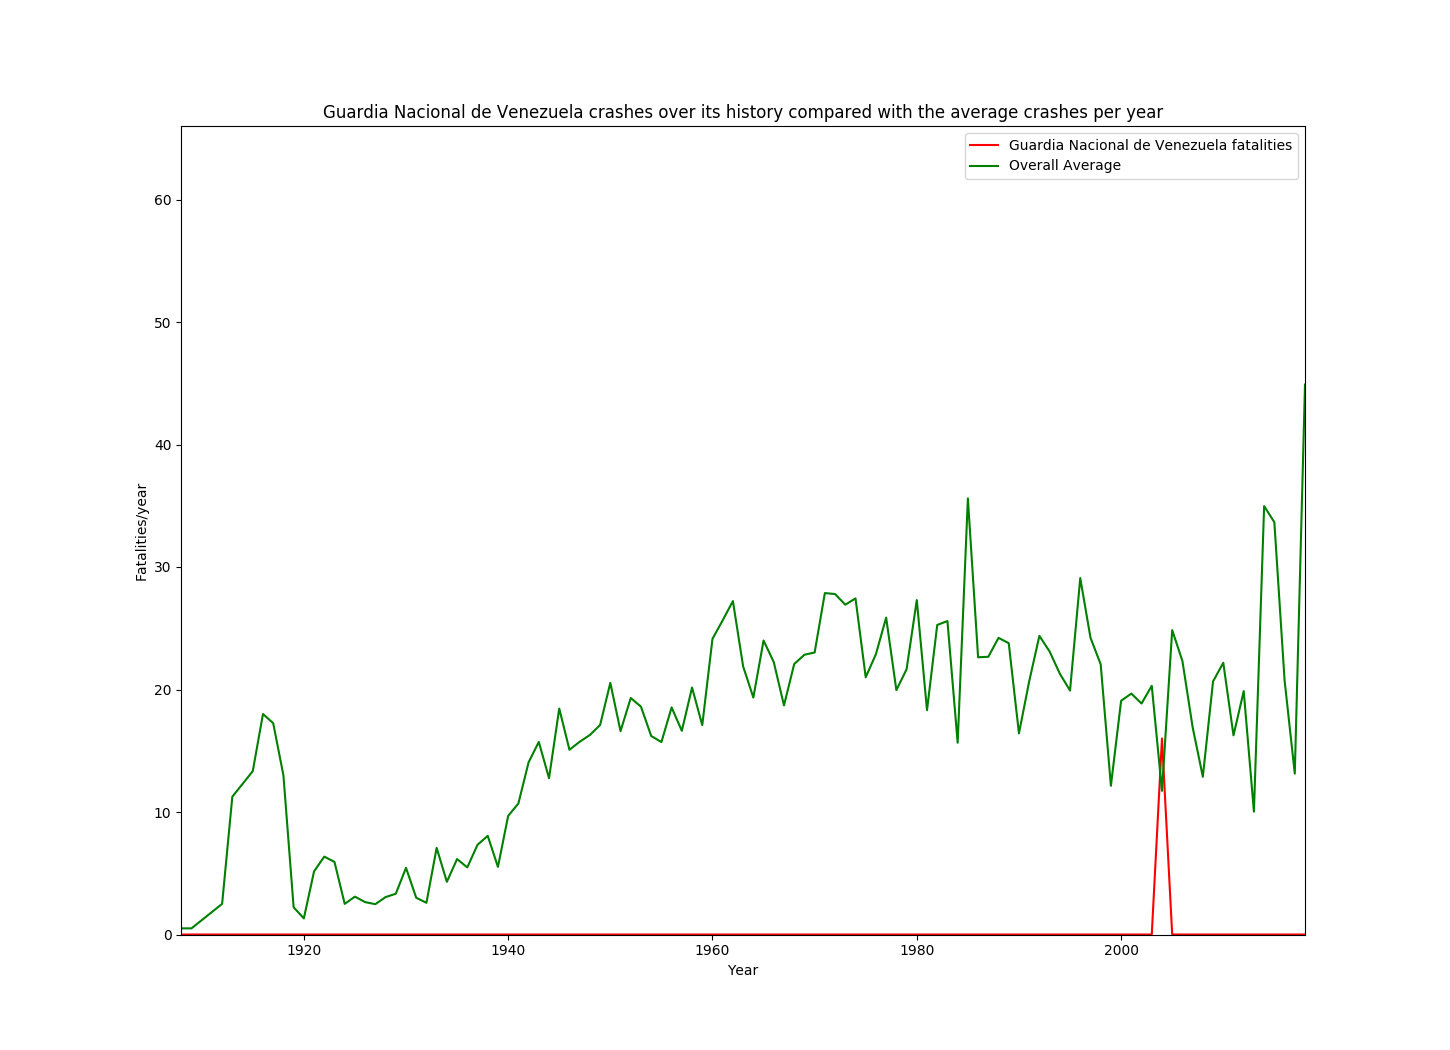 Guardia Nacional de Venezuela crashes over its history compared with the average crashes per year
Guardia Nacional de Venezuela fatalities
Overall Average
60
50
40
30
20
10
0
Fatalities/year
1920 1940 1960 1980 2000
Year